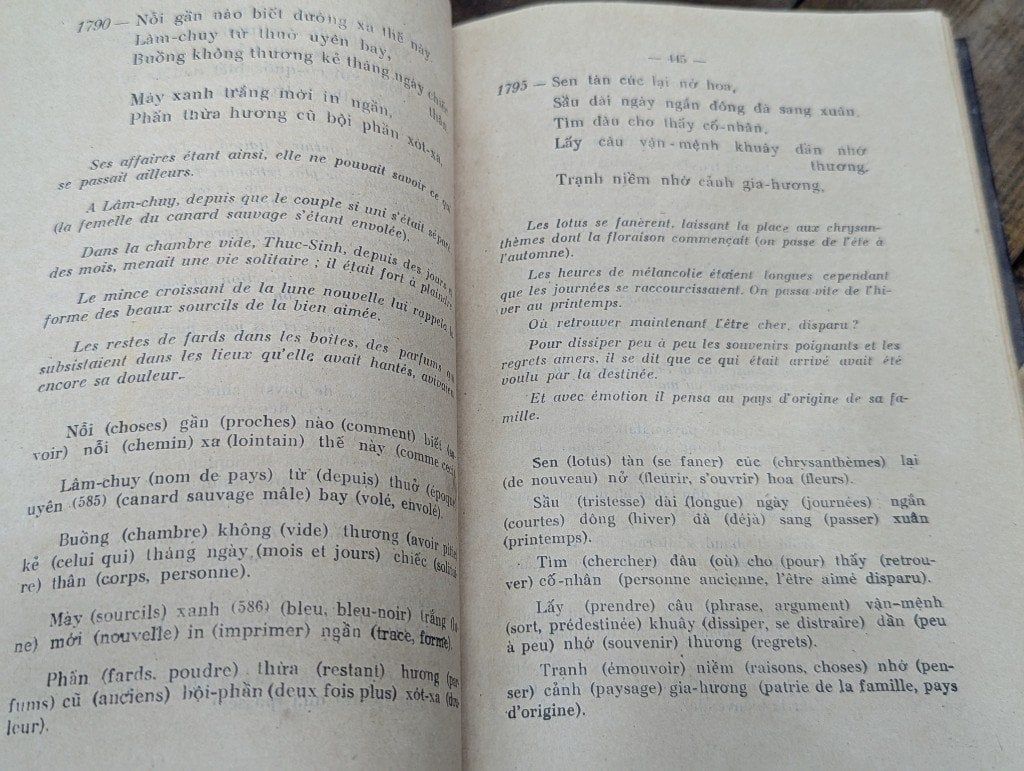 1790 — Nỗi gần nào biết đường xa thế này
Lâm-chuy từ thuở uyên bay,
Buồng không thương kẻ tháng ngày chiếc
thân.
Mày xanh trăng mới in ngần,
Phấn thừa hương cũ bội phần xót-xa.
Ses affaires étant ainsi, elle ne pouvait savoir ce qui
se passait ailleurs.
A Lâm-chuy, depuis que le couple si uni s'était séparé
(la femelle du canard sauvage s'étant envolée).
Dans la chambre vide, Thuc-Sinh, depuis des jours
des mois, menait une vie solitaire ; il était fort à plaindre
Le mince croissant de la lune nouvelle lui rappela la
forme des beaux sourcils de la bien aimée.
Les restes de fards dans les boîtes, des parfums qui
subsistaient dans les lieux qu'elle avait hantés, avivaient
encore sa douleur.
Nỗi (choses) gần (proches) nào (comment) biết
voir) nỗi (chemin) xa (lointain) thế này (comme ceci
Lâm-chuy (nom de pays) từ (depuis) thuở (époque
uyên (585) (canard sauvage mâle) bay (volé, envolé).
Buồng (chambre) không (vide) thương (avoir pitié
kẻ (celui qui) tháng ngày (mois et jours) chiếc (solitai-
re) thân (corps, personne).
Mày (sourcils) xanh (586) (bleu, bleu-noir) trăng (lu-
ne) mới (nouvelle) in (imprimer) ngần (trace, forme).
Phấn (fards, poudre) thừa (restant) hương (par-
fums) cũ (anciens) bội-phần (deux fois plus) xót-xa (dou-
leur).
— 445 —
1795 — Sen tàn cúc lại nở hoa,
Sầu dài ngày ngắn đông đà sang xuân.
Tìm đâu cho thấy cố-nhân,
Lấy câu vận-mệnh khuây dần nhớ
thương.
Trạnh niềm nhớ cảnh gia-hương,
Les lotus se fanèrent, laissant la place aux chrysan-
thèmes dont la floraison commençait (on passe de l'été à
l'automne).
Les heures de mélancolie étaient longues cependant
que les journées se raccourcissaient. On passa vite de l'hi-
ver au printemps.
Où retrouver maintenant l'être cher, disparu ?
Pour dissiper peu à peu les souvenirs poignants et les
regrets amers, il se dit que ce qui était arrivé avait été
voulu par la destinée.
Et avec émotion il pensa au pays d'origine de sa fa-
mille.
Sen (lotus) tàn (se faner) cúc (chrysanthèmes) lại
(de nouveau) nở (fleurir, s'ouvrir) hoa (fleurs).
Sầu (tristesse) dài (longue) ngày (journées) ngắn
(courtes) đông (hiver) đà (déjà) sang (passer) xuân
(printemps).
Tìm (chercher) đâu (où) cho (pour) thấy (retrou-
ver) cố-nhân (personne ancienne, l'être aimé disparu).
Lấy (prendre) câu (phrase, argument) vận-mệnh
(sort, prédestinée) khuây (dissiper, se distraire) dần (peu
à peu) nhớ (souvenir) thương (regrets).
Tranh (émouvoir) niềm (raisons, choses) nhớ (pen-
ser) cảnh (paysage) gia-hương (patrie de la famille, pays
d'origine).